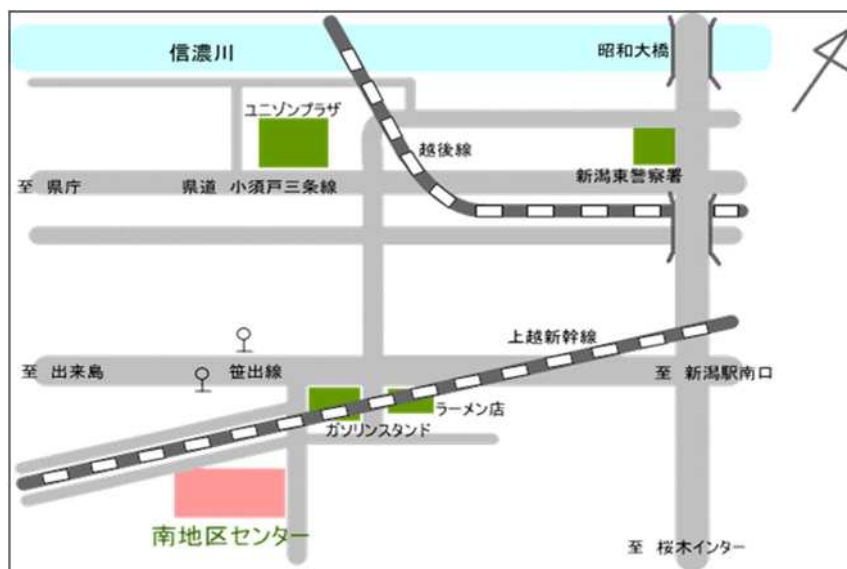 信濃川
昭和大橋
ユニゾンプラザ
越後線
新潟東警察署
至 県庁
県道 小須戸三条線
上越新幹線
至 出来島
笹出線
至 新潟駅南口
ラーメン店
ガソリンスタンド
南地区センター
至 桜木インター